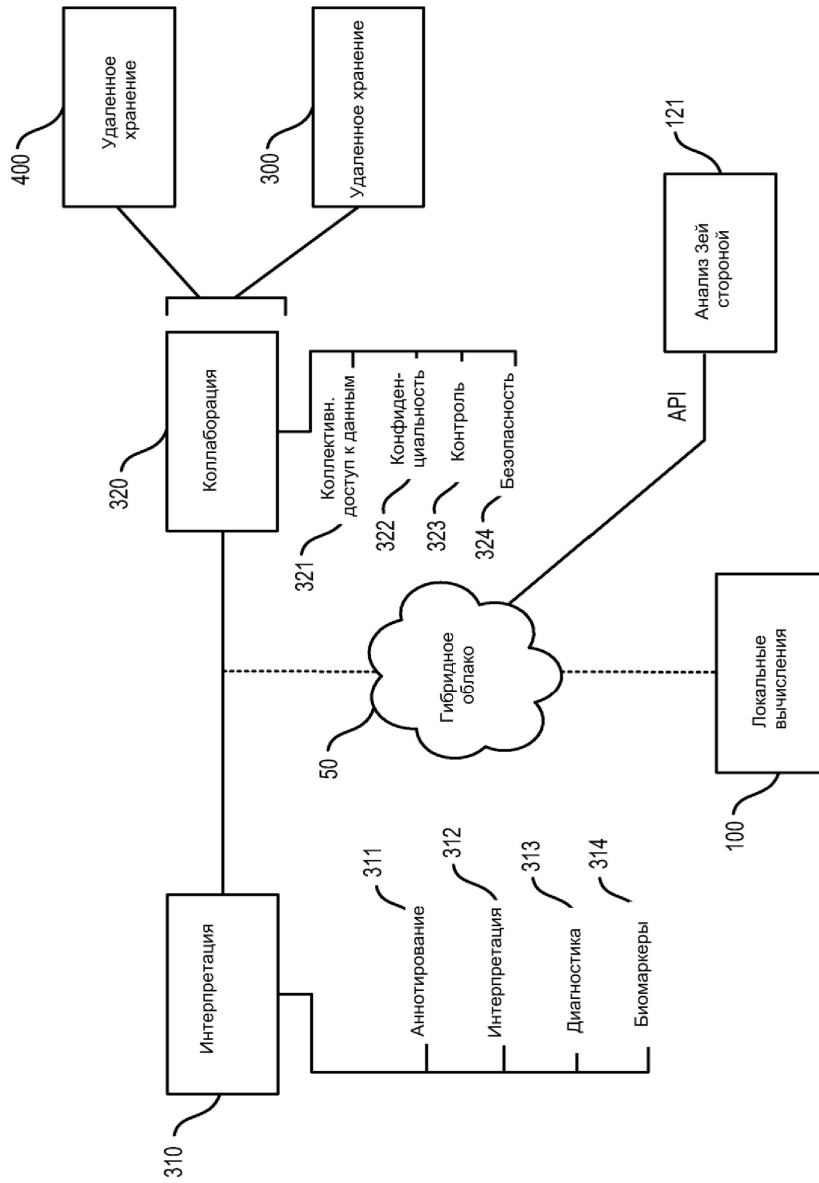 310
Интерпретация
311
Аннотирование
312
Интерпретация
313
Диагностика
314
Биомаркеры
320
Коллаборация
321
Коллективн.
доступ к данным
322
Конфиден-
циальность
323
Контроль
324
Безопасность
400
Удаленное
хранение
300
Удаленное хранение
50
Гибридное
облако
API
121
Анализ 3ей
стороной
100
Локальные
вычисления